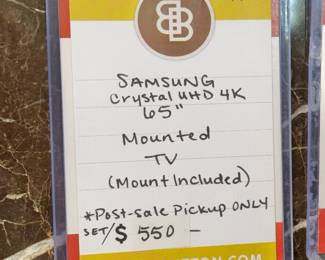 SAMSUNG
Crystal UHD 4K
65"
Mounted
TV
(Mount Included)
*Post-sale Pickup ONLY
SET/$ 550 –